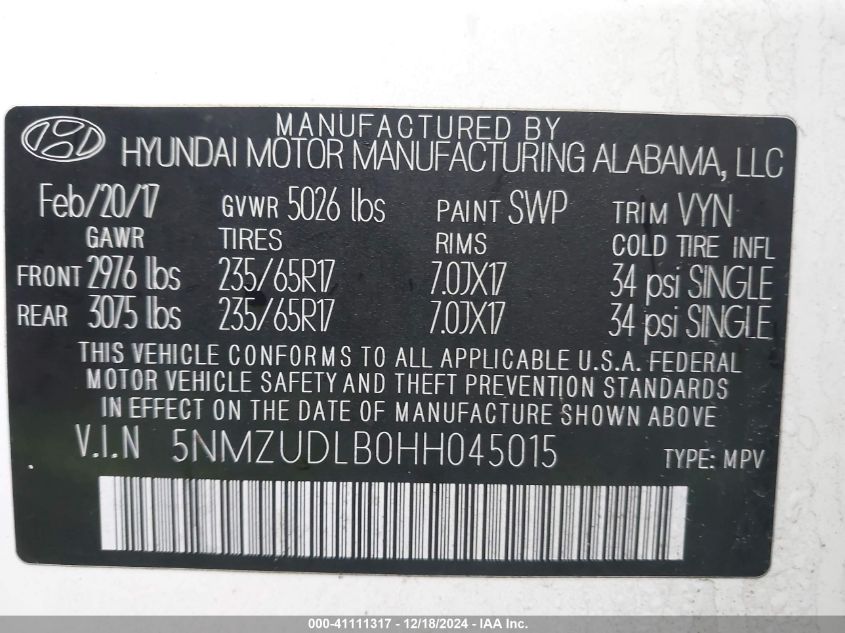 MANUFACTURED BY
HYUNDAI MOTOR MANUFACTURING ALABAMA, LLC
Feb/20/17 GVWR 5026 lbs PAINT SWP TRIM VYN
GAWR TIRES RIMS COLD TIRE INFL
FRONT 2976 lbs 235/65R17 7.0JX17 34 psi SINGLE
REAR 3075 lbs 235/65R17 7.0JX17 34 psi SINGLE
THIS VEHICLE CONFORMS TO ALL APPLICABLE U.S.A. FEDERAL
MOTOR VEHICLE SAFETY AND THEFT PREVENTION STANDARDS
IN EFFECT ON THE DATE OF MANUFACTURE SHOWN ABOVE
V.I.N 5NMZUDLB0HH045015 TYPE: MPV
000-41111317 - 12/18/2024 - IAA Inc.